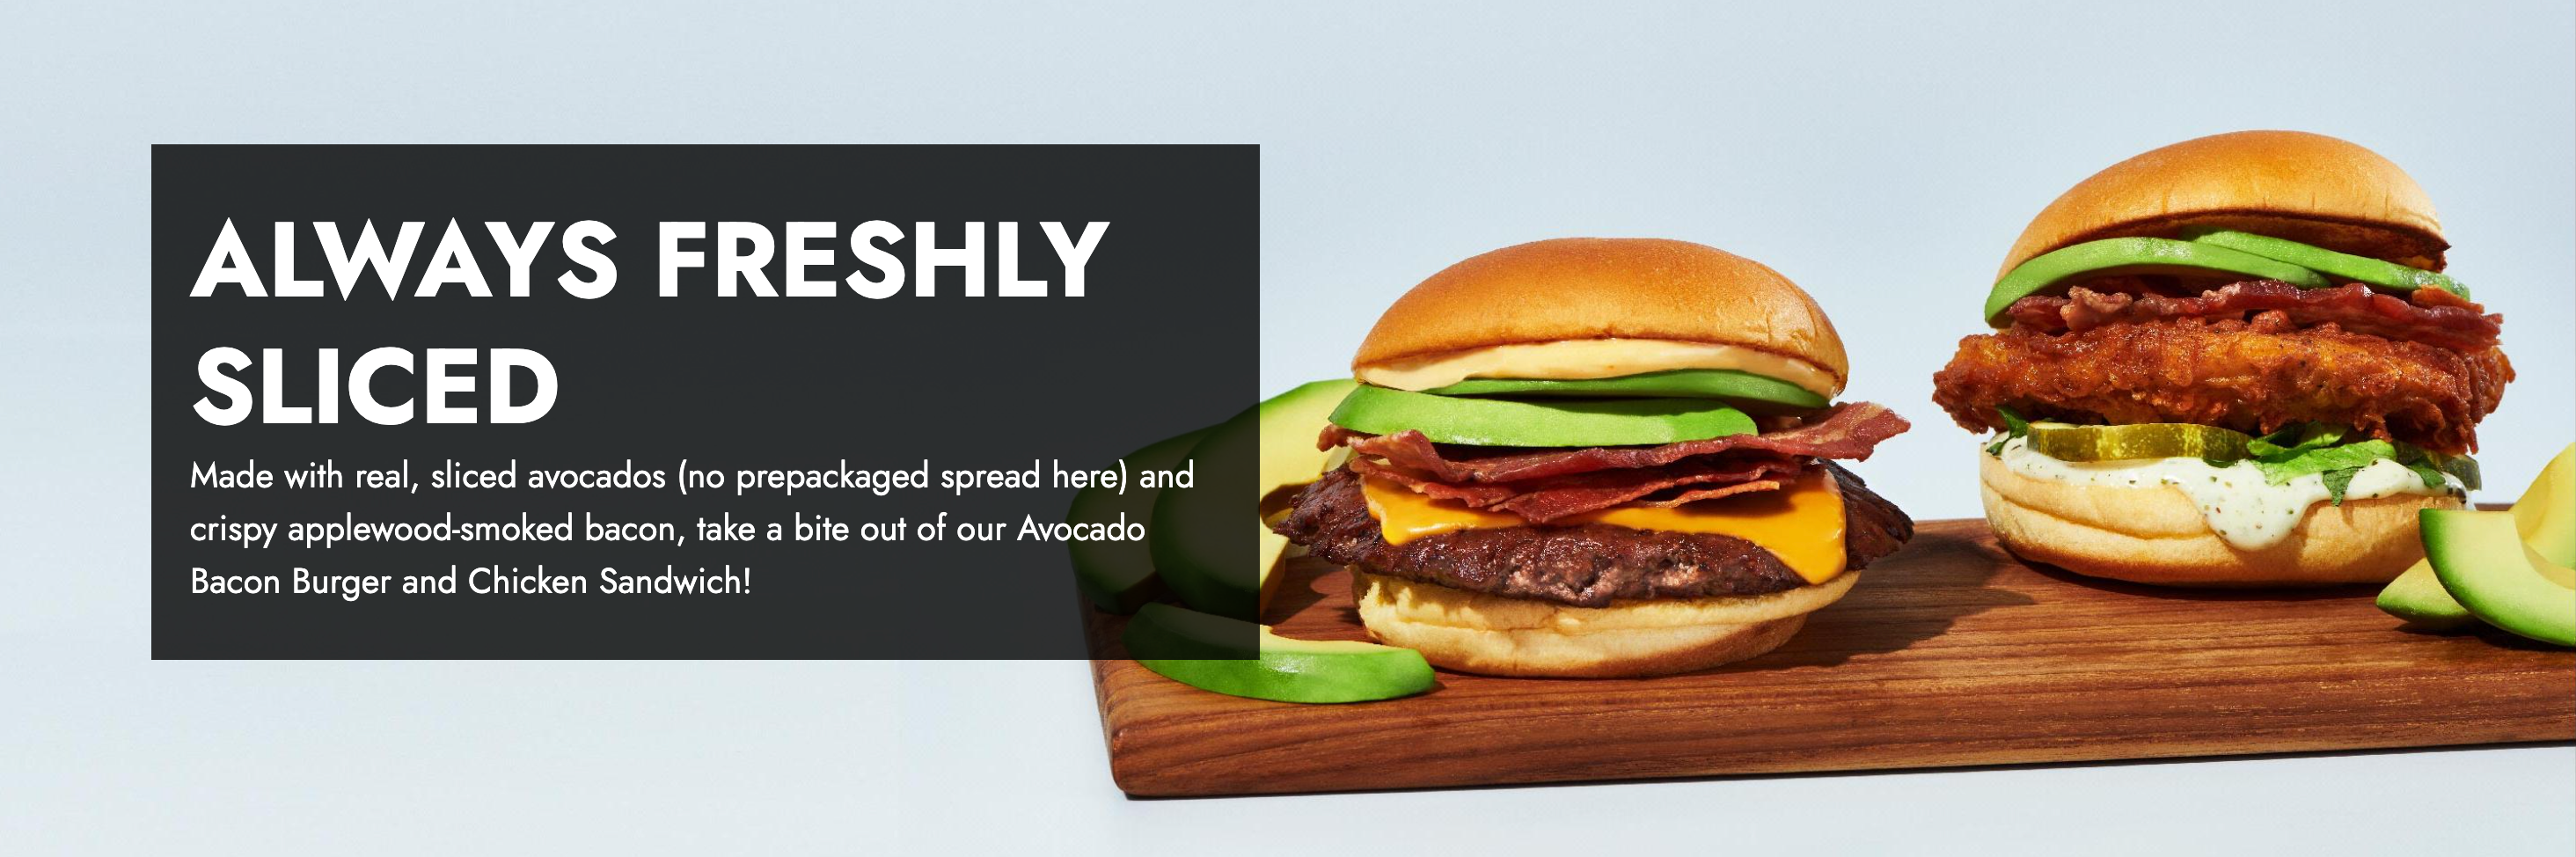 ALWAYS FRESHLY
SLICED
Made with real, sliced avocados (no prepackaged spread here) and
crispy applewood-smoked bacon, take a bite out of our Avocado
Bacon Burger and Chicken Sandwich!